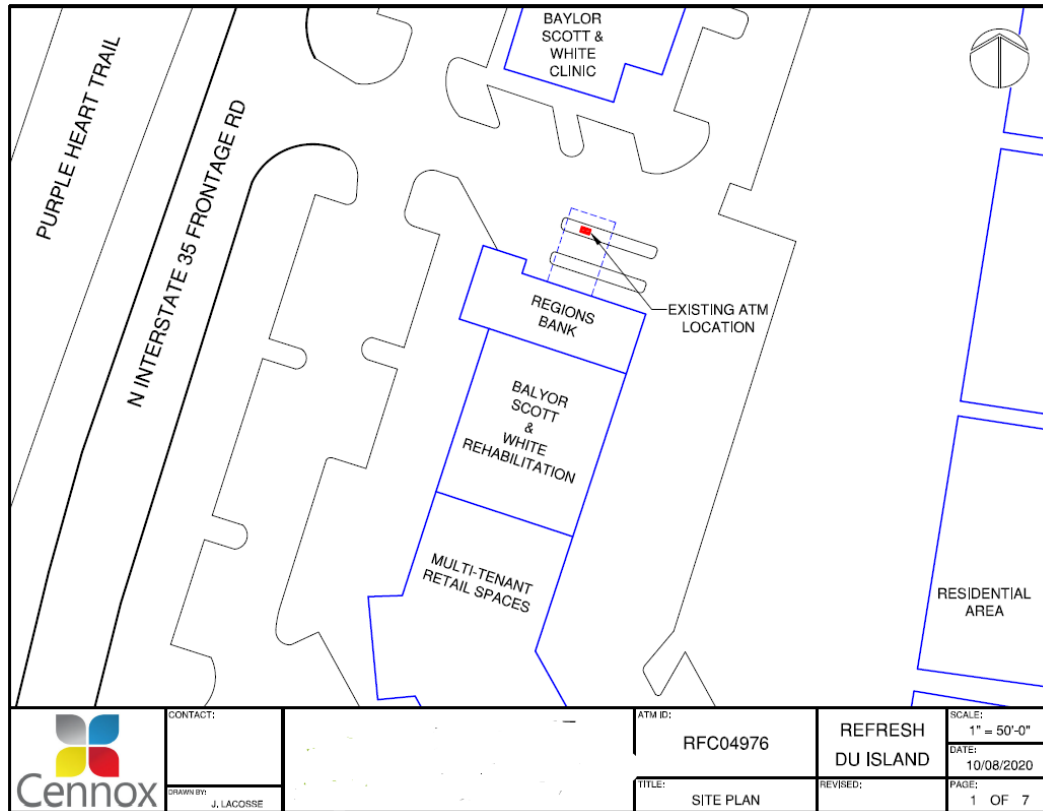 BAYLOR
SCOTT &
WHITE
CLINIC
PURPLE HEART TRAIL
N INTERSTATE 35 FRONTAGE RD
REGIONS
BANK
EXISTING ATM
LOCATION
BALYOR
SCOTT
&
WHITE
REHABILITATION
MULTI-TENANT
RETAIL SPACES
RESIDENTIAL
AREA
Cennox
CONTACT:
DRAWN BY:
J. LACOSSE
ATM ID:
RFC04976
TITLE:
SITE PLAN
REFRESH
DU ISLAND
REVISED:
SCALE:
1" = 50'-0"
DATE:
10/08/2020
PAGE:
1 OF 7